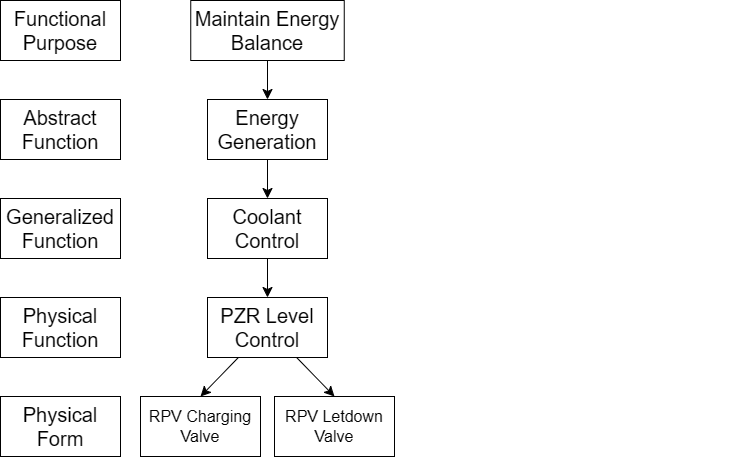 Functional
Purpose
Maintain Energy
Balance
Abstract
Function
Energy
Generation
Generalized
Function
Coolant
Control
Physical
Function
PZR Level
Control
Physical
Form
RPV Charging
Valve
RPV Letdown
Valve